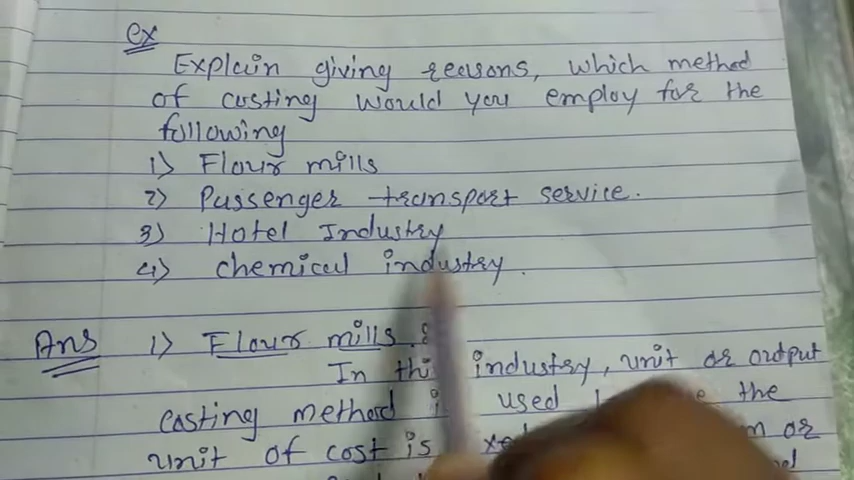 ex
Explain giving reasons, which method
of costing would you employ for the
following
1) Flour mills
2) Passenger transport service.
3) Hotel Industry
4) chemical industry.
Ans 1) Flour mills :
In thi industry, unit or output
costing method i used the
unit of cost is or